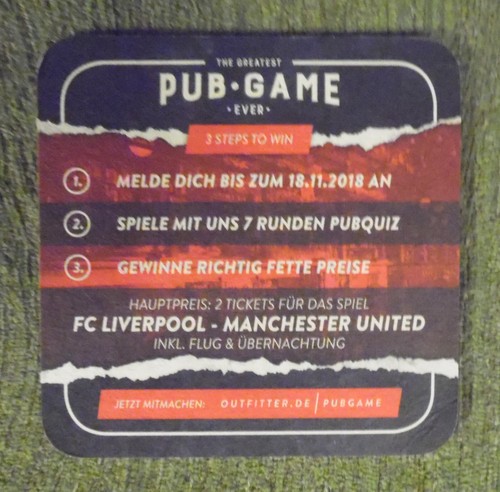 THE GREATEST
PUB•GAME
•EVER•
3 STEPS TO WIN
1. MELDE DICH BIS ZUM 18.11.2018 AN
2. SPIELE MIT UNS 7 RUNDEN PUBQUIZ
3. GEWINNE RICHTIG FETTE PREISE
HAUPTPREIS: 2 TICKETS FÜR DAS SPIEL
FC LIVERPOOL - MANCHESTER UNITED
INKL. FLUG & ÜBERNACHTUNG
JETZT MITMACHEN: OUTFITTER.DE/PUBGAME